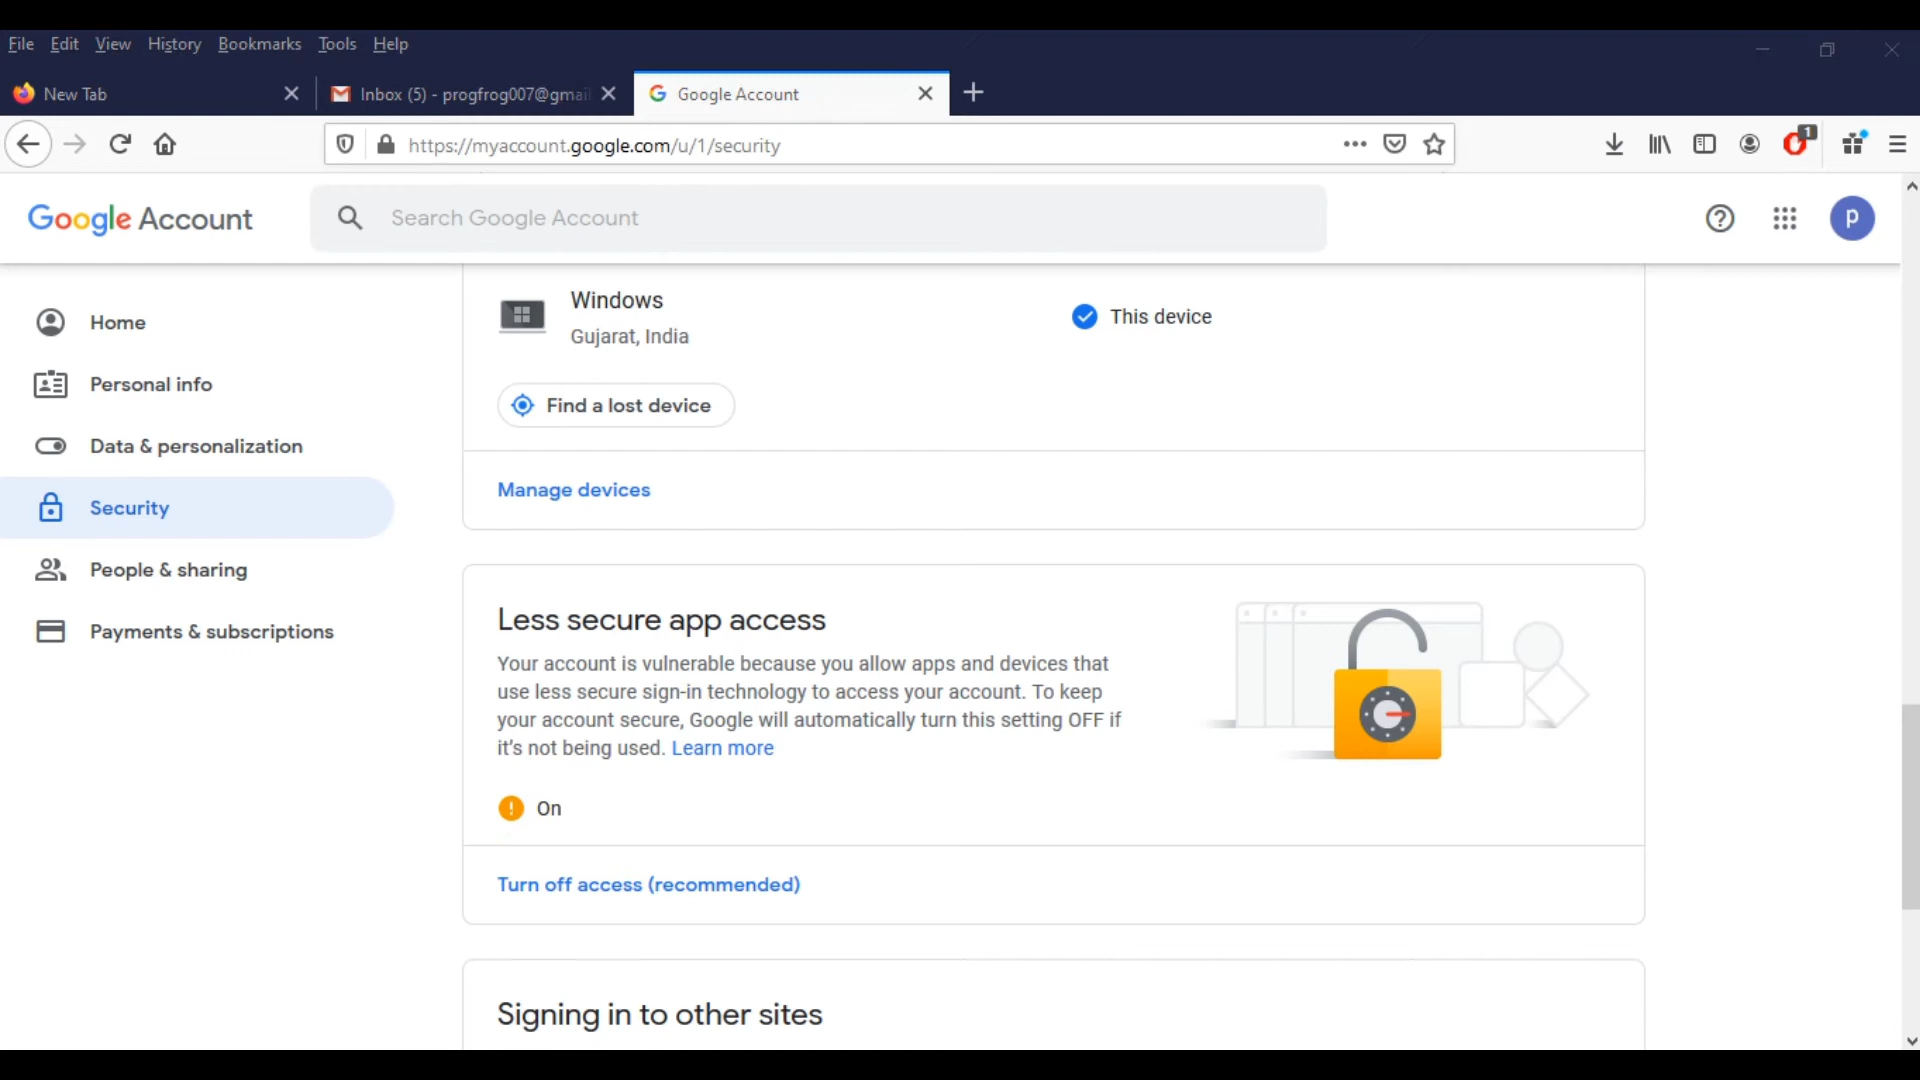 File Edit View History Bookmarks Tools Help
New Tab
Inbox (5) - progfrog007@gmai
Google Account
https://myaccount.google.com/u/1/security
1
Google Account
Search Google Account
p
Home
Personal info
Data & personalization
Security
People & sharing
Payments & subscriptions
Windows
Gujarat, India
This device
Find a lost device
Manage devices
Less secure app access
Your account is vulnerable because you allow apps and devices that
use less secure sign-in technology to access your account. To keep
your account secure, Google will automatically turn this setting OFF if
it's not being used. Learn more
On
Turn off access (recommended)
Signing in to other sites